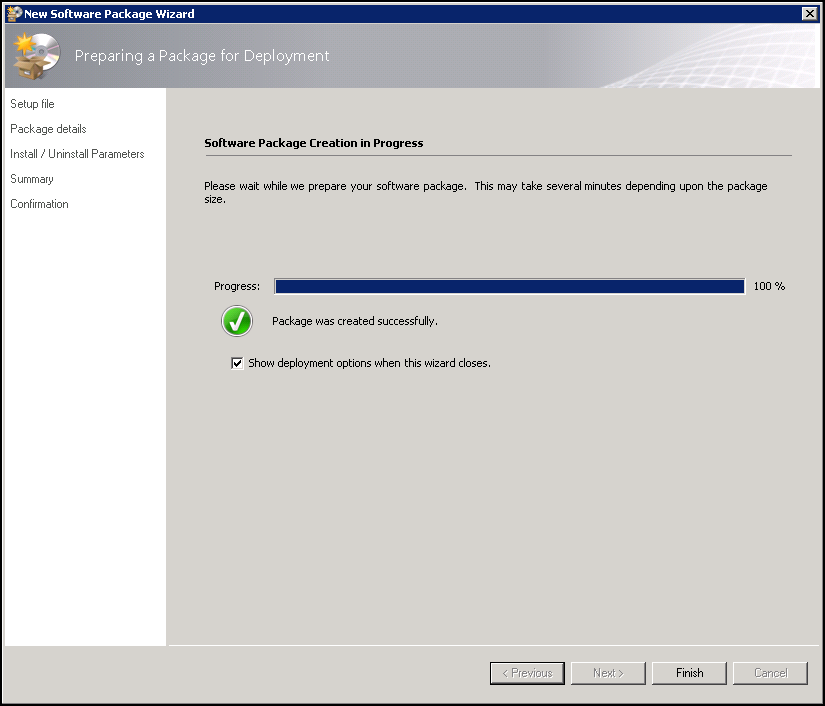 New Software Package Wizard
Preparing a Package for Deployment
Setup file
Package details
Install / Uninstall Parameters
Summary
Confirmation
Software Package Creation in Progress
Please wait while we prepare your software package.  This may take several minutes depending upon the package
size.
Progress:
100 %
Package was created successfully.
Show deployment options when this wizard closes.
< Previous
Next >
Finish
Cancel